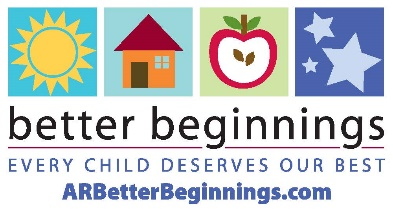 better beginnings
EVERY CHILD DESERVES OUR BEST
ARBetterBeginnings.com